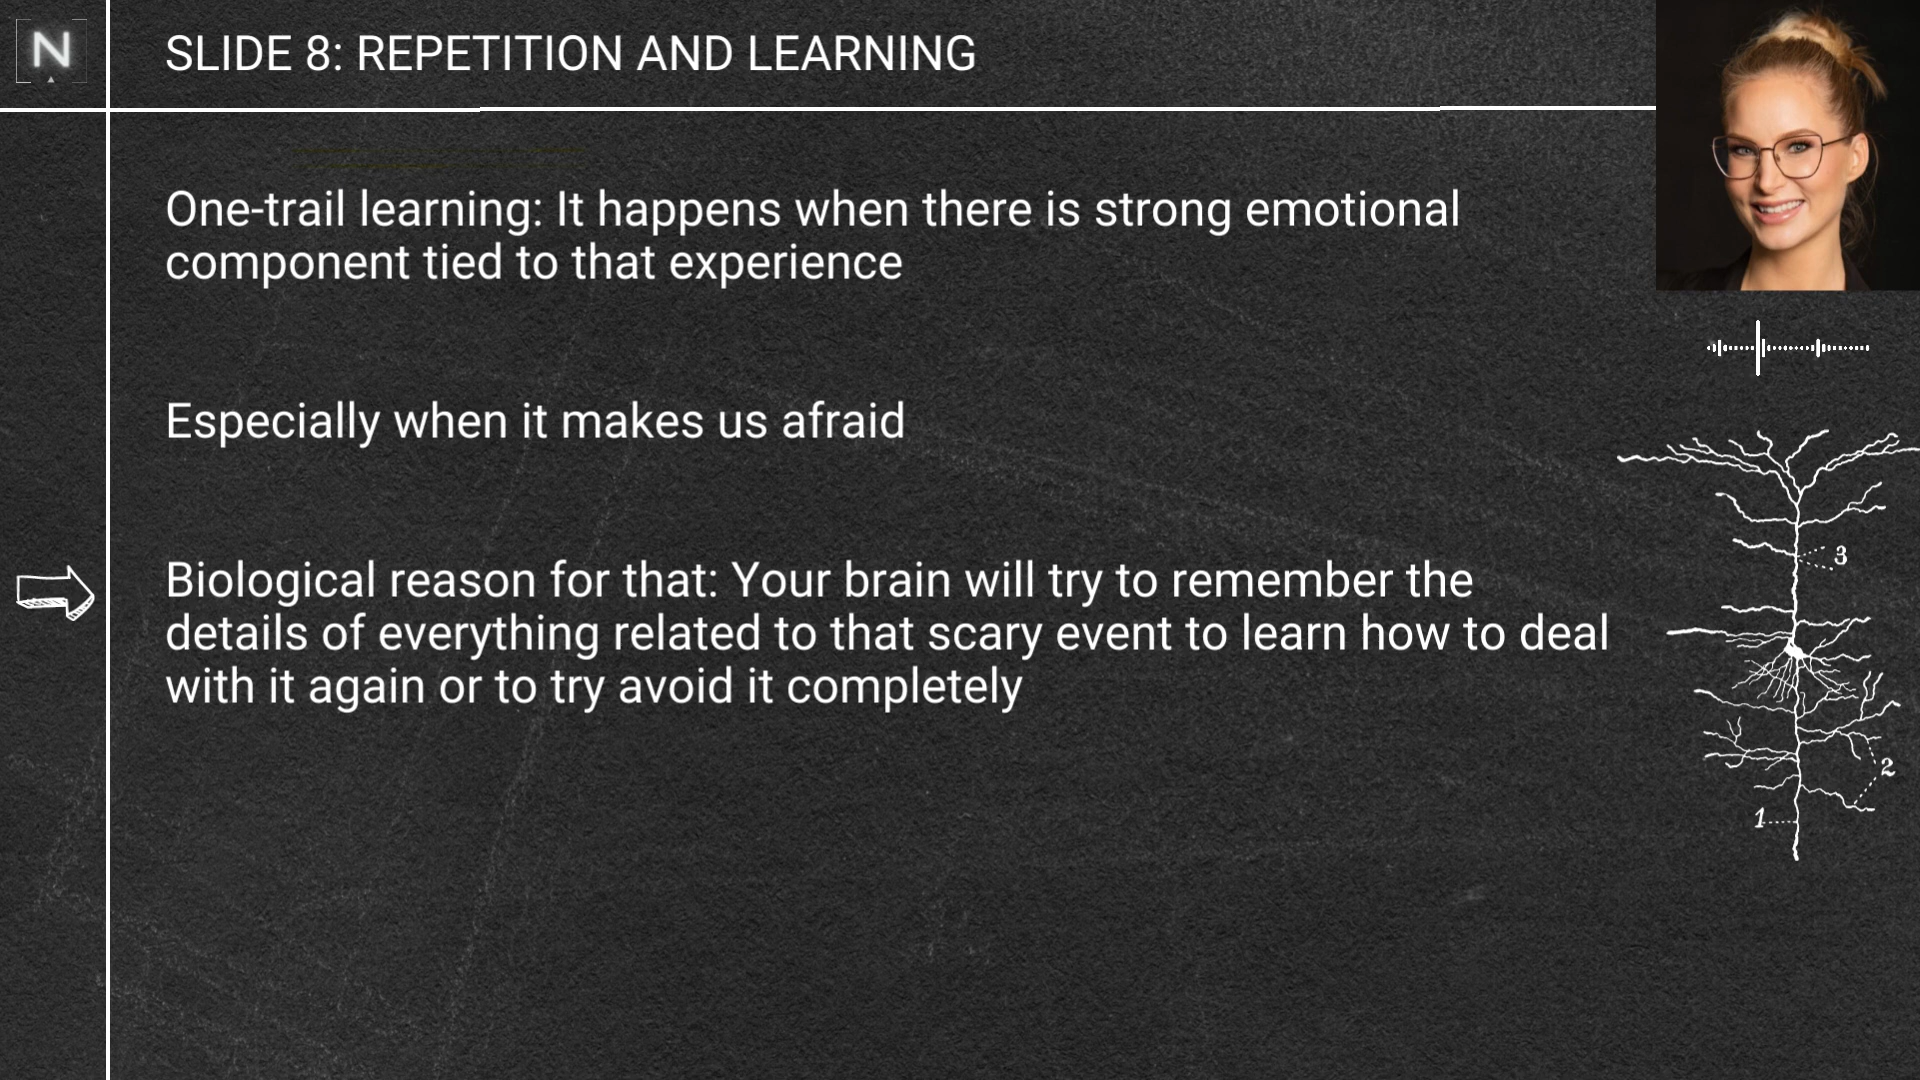 N
SLIDE 8: REPETITION AND LEARNING
One-trail learning: It happens when there is strong emotional
component tied to that experience
Especially when it makes us afraid
Biological reason for that: Your brain will try to remember the
details of everything related to that scary event to learn how to deal
with it again or to try avoid it completely
3
2
1